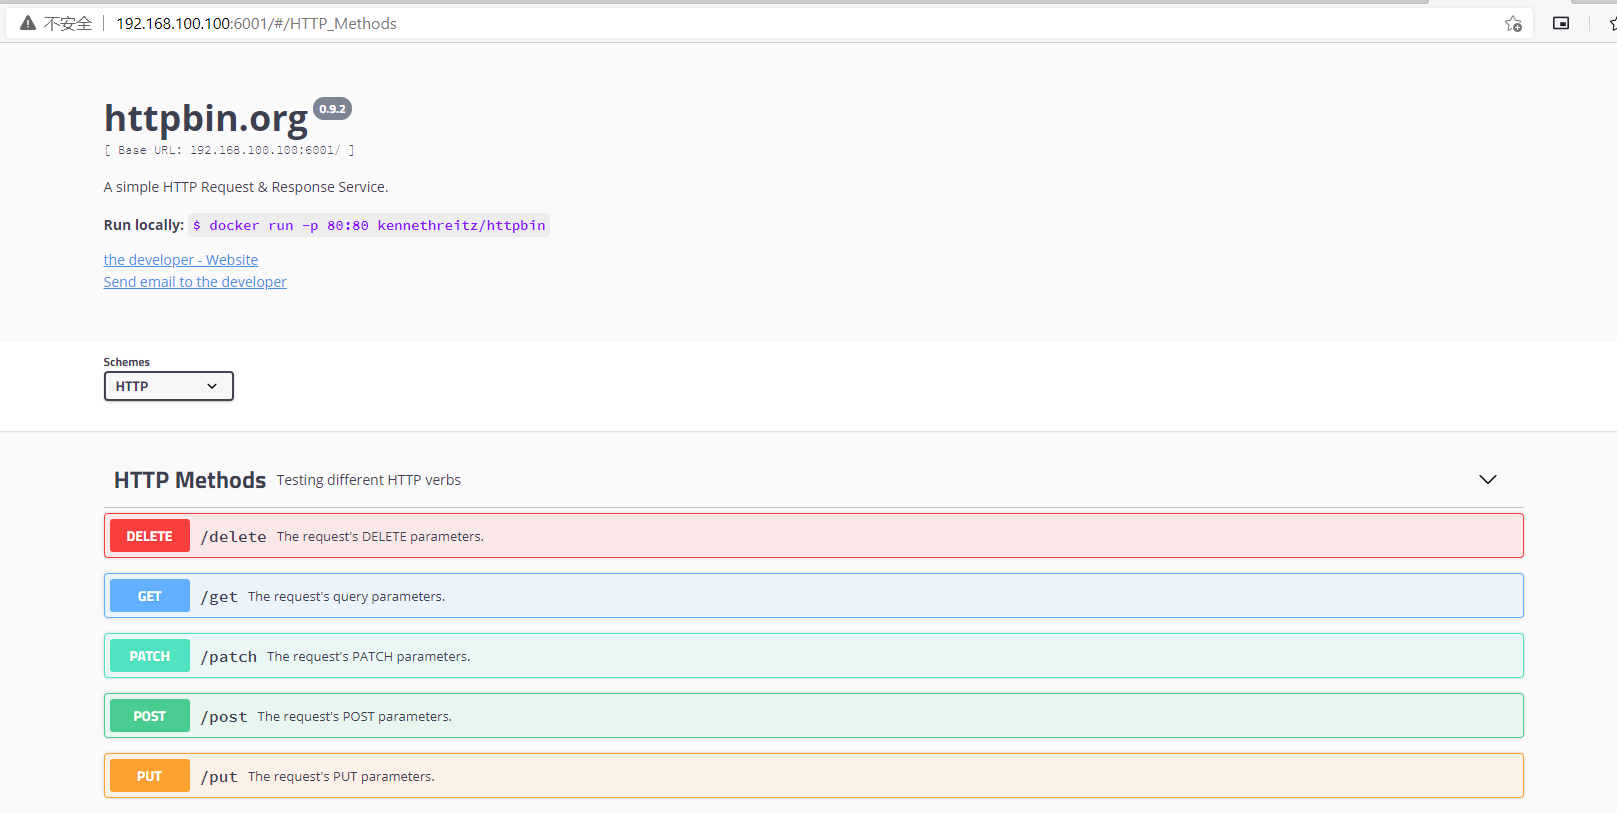 不安全 192.168.100.100:6001/#/HTTP_Methods
httpbin.org 0.9.2
[ Base URL: 192.168.100.100:6001/ ]
A simple HTTP Request & Response Service.
Run locally: $ docker run -p 80:80 kennethreitz/httpbin
the developer - Website
Send email to the developer
Schemes
HTTP
HTTP Methods Testing different HTTP verbs
DELETE /delete The request's DELETE parameters.
GET /get The request's query parameters.
PATCH /patch The request's PATCH parameters.
POST /post The request's POST parameters.
PUT /put The request's PUT parameters.